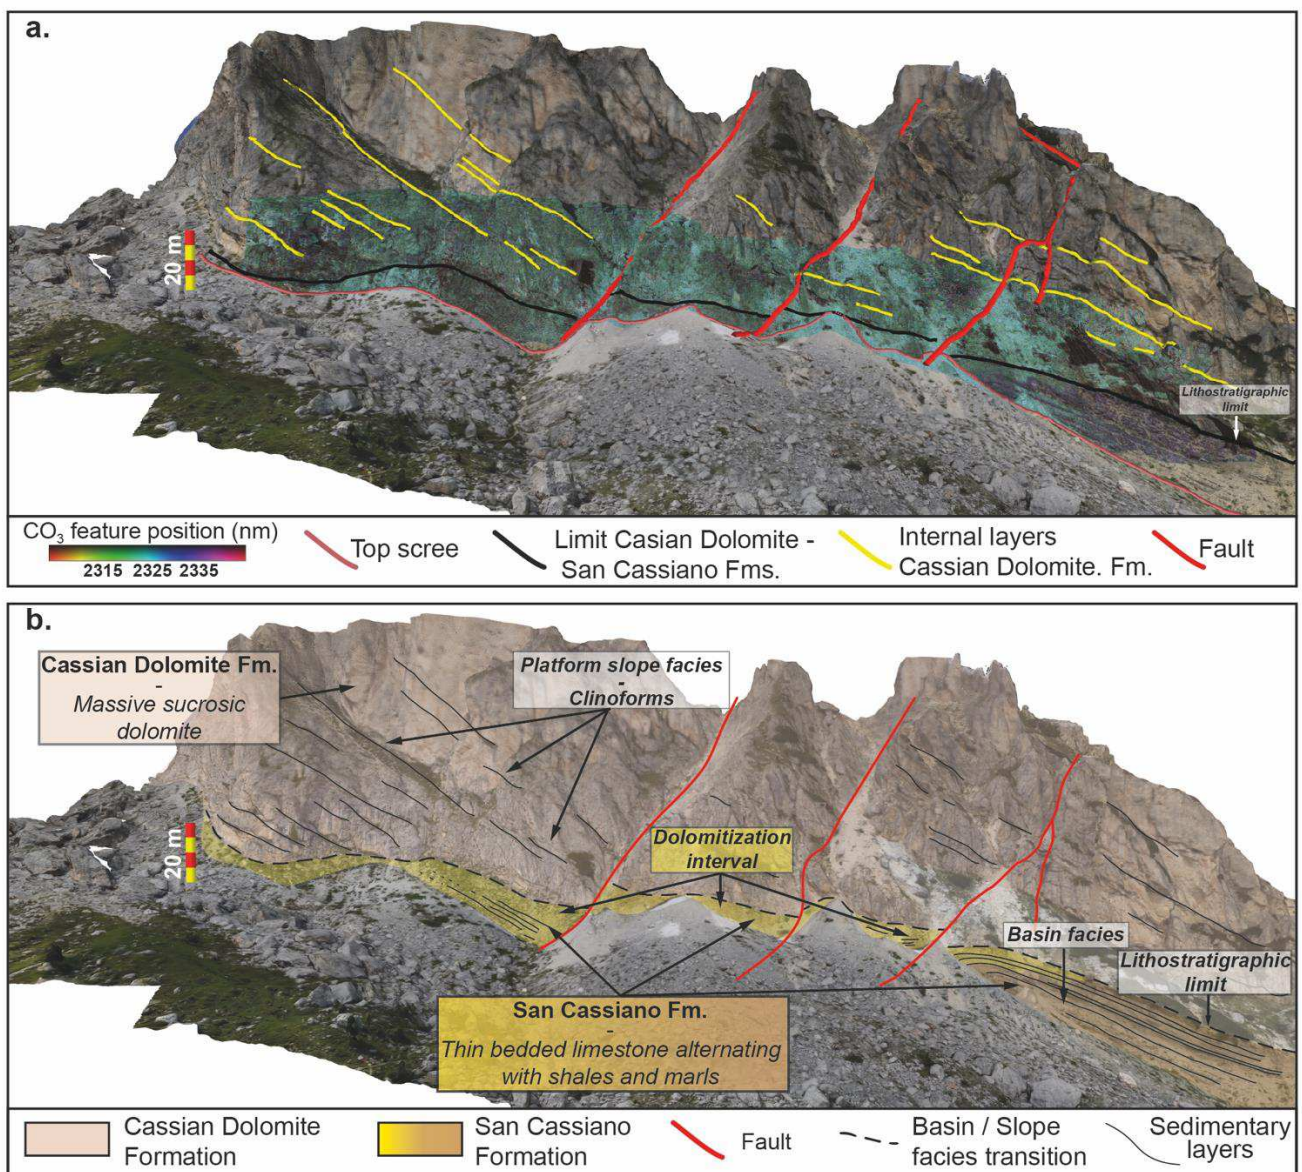 a.
20 m
Lithostratigraphic
limit
CO3 feature position (nm)
2315 2325 2335
Top scree
Limit Casian Dolomite -
San Cassiano Fms.
Internal layers
Cassian Dolomite. Fm.
Fault
b.
Cassian Dolomite Fm.
-
Massive sucrosic
dolomite
Platform slope facies
-
Clinoforms
20 m
Dolomitization
interval
Basin facies
Lithostratigraphic
limit
San Cassiano Fm.
-
Thin bedded limestone alternating
with shales and marls
Cassian Dolomite
Formation
San Cassiano
Formation
Fault
Basin / Slope
facies transition
Sedimentary
layers